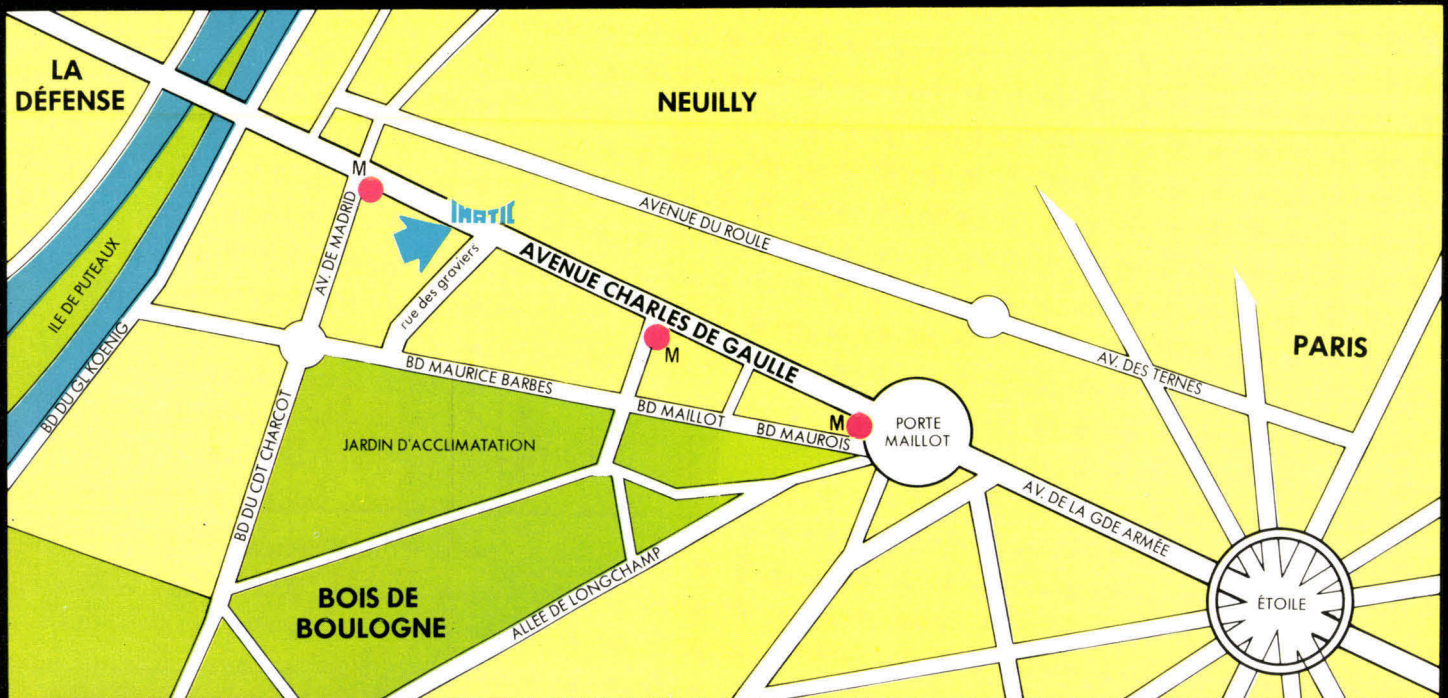 LA
DÉFENSE
NEUILLY
M
IMATIC
AVENUE DU ROULE
AV. DE MADRID
ILE DE PUTEAUX
rue des graviers
AVENUE CHARLES DE GAULLE
M
BD DU GL KOENIG
BD MAURICE BARBES
PARIS
AV. DES TERNES
BD MAILLOT
BD MAUROIS
M
PORTE
MAILLOT
JARDIN D'ACCLIMATATION
BD DU CDT CHARCOT
AV. DE LA GDE ARMÉE
BOIS DE
BOULOGNE
ALLÉE DE LONGCHAMP
ÉTOILE